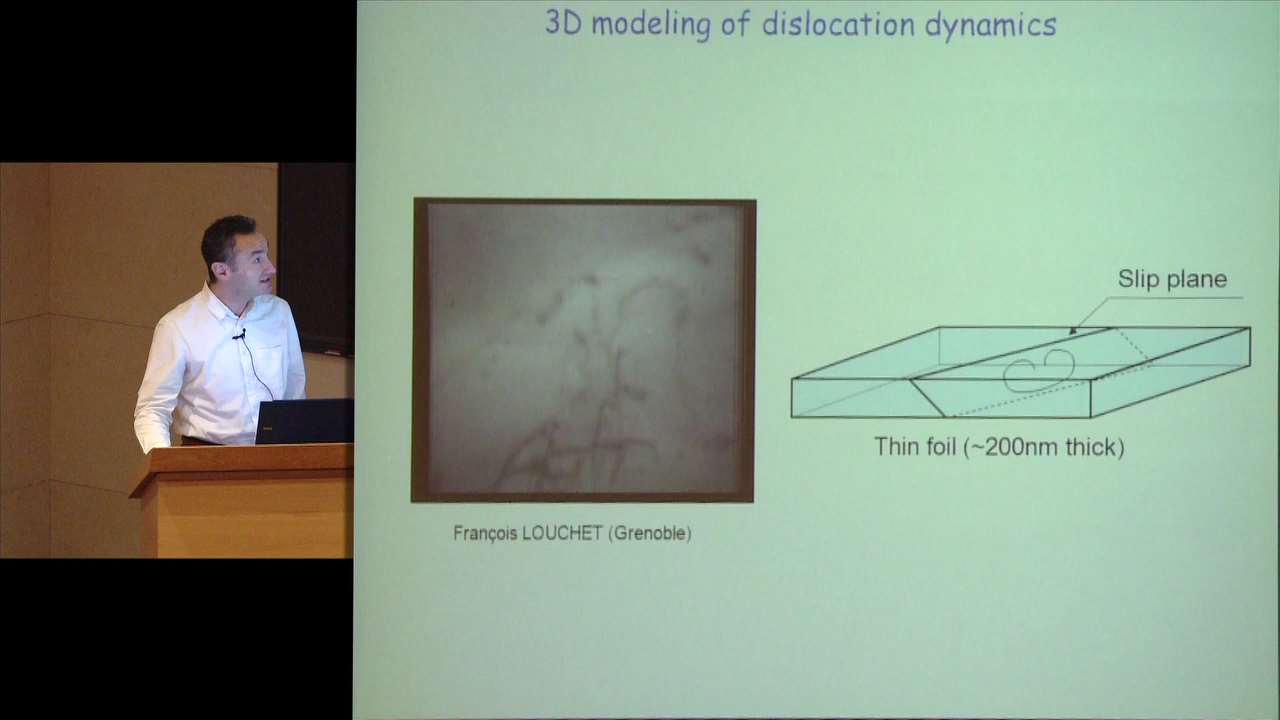 3D modeling of dislocation dynamics
Slip plane
Thin foil (~200nm thick)
François LOUCHET (Grenoble)